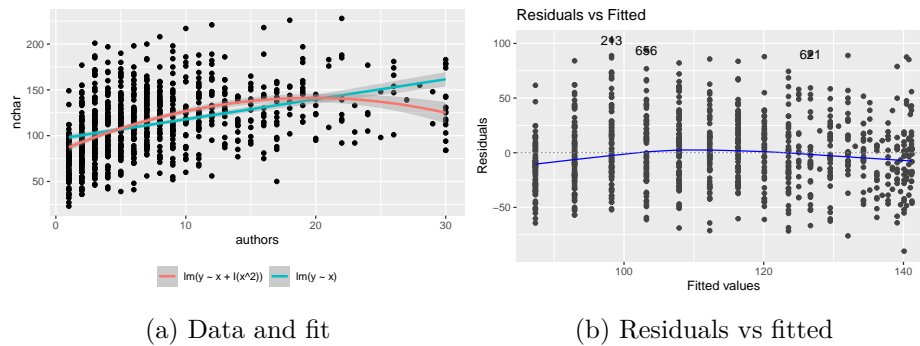 200
150
100
50
nchar
0
10
20
30
authors
lm(y ~ x + I(x^2))
lm(y ~ x)
(a) Data and fit
Residuals vs Fitted
213
656
621
100
50
0
−50
Residuals
100
120
140
Fitted values
(b) Residuals vs fitted